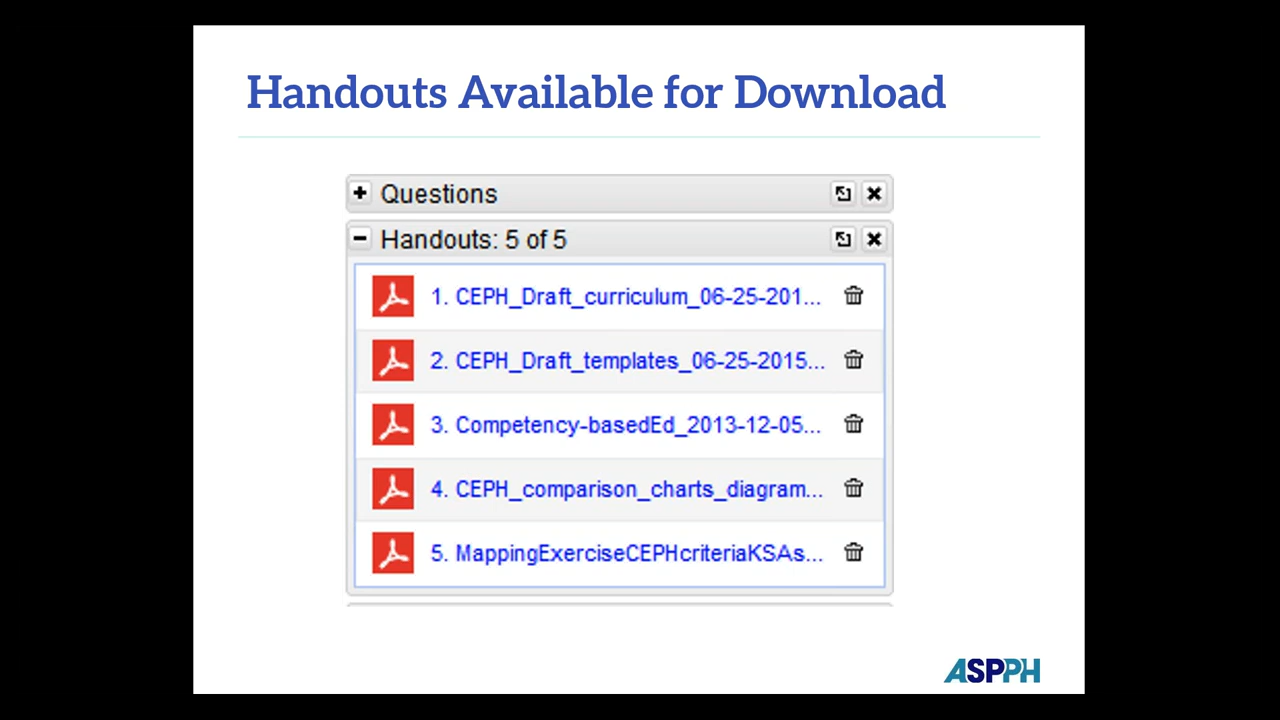 Handouts Available for Download
Questions
Handouts: 5 of 5
1. CEPH_Draft_curriculum_06-25-201...
2. CEPH_Draft_templates_06-25-2015...
3. Competency-basedEd_2013-12-05...
4. CEPH_comparison_charts_diagram...
5. MappingExerciseCEPHcriteriaKSAs...
ASPPH